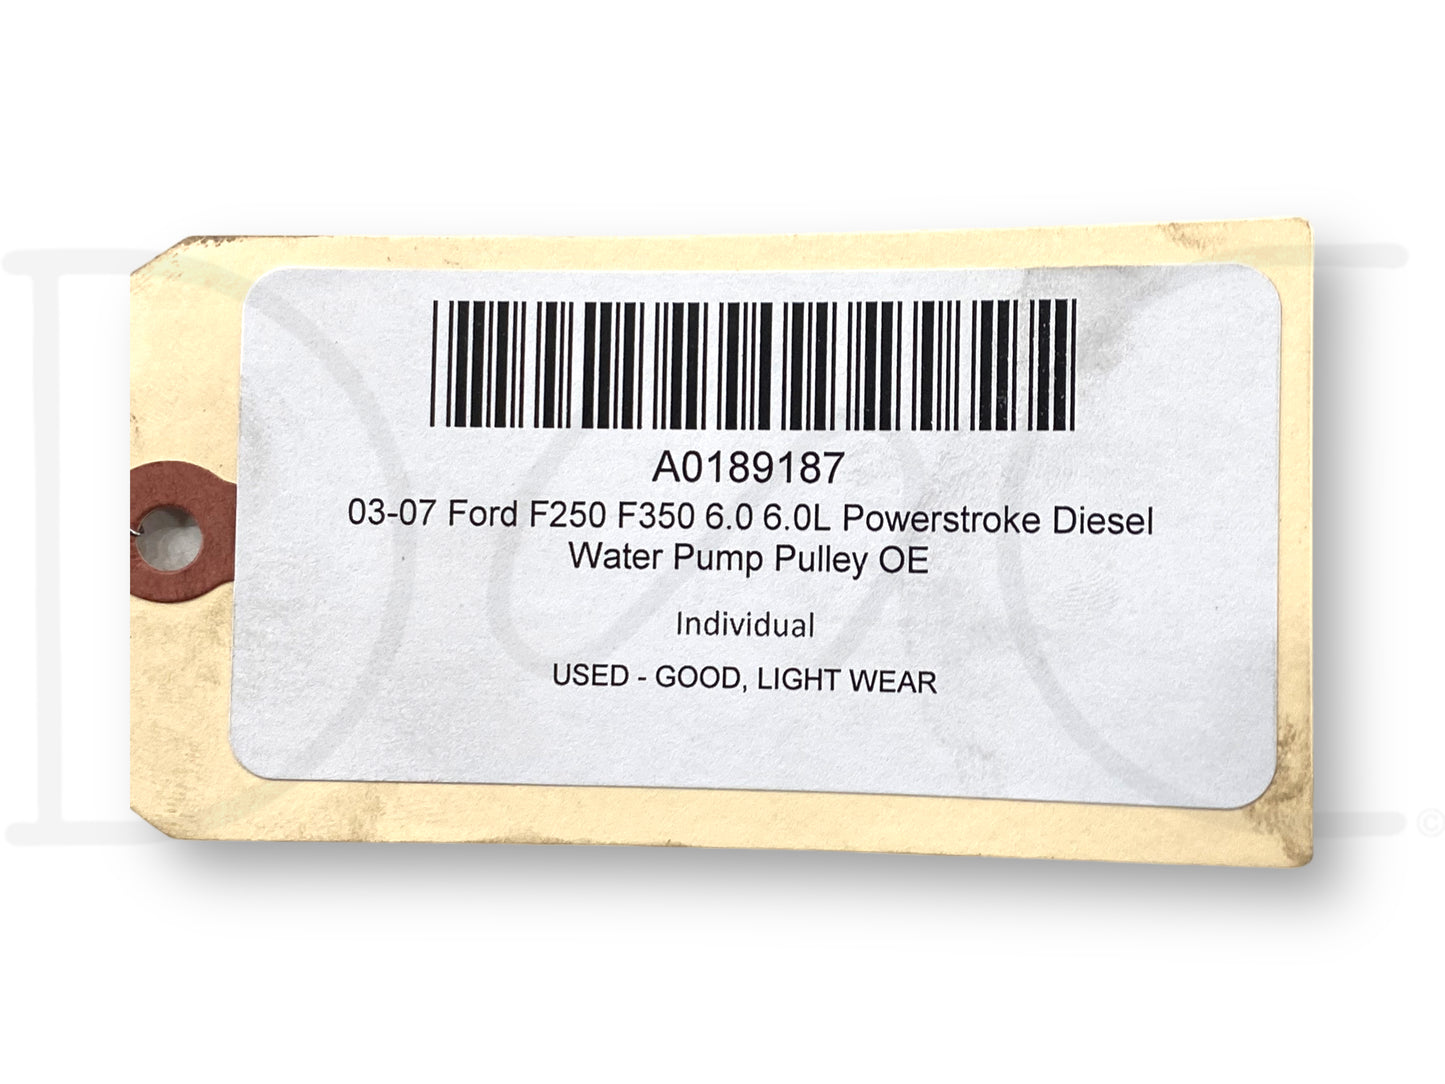 A0189187
03-07 Ford F250 F350 6.0 6.0L Powerstroke Diesel
Water Pump Pulley OE
Individual
USED - GOOD, LIGHT WEAR
©